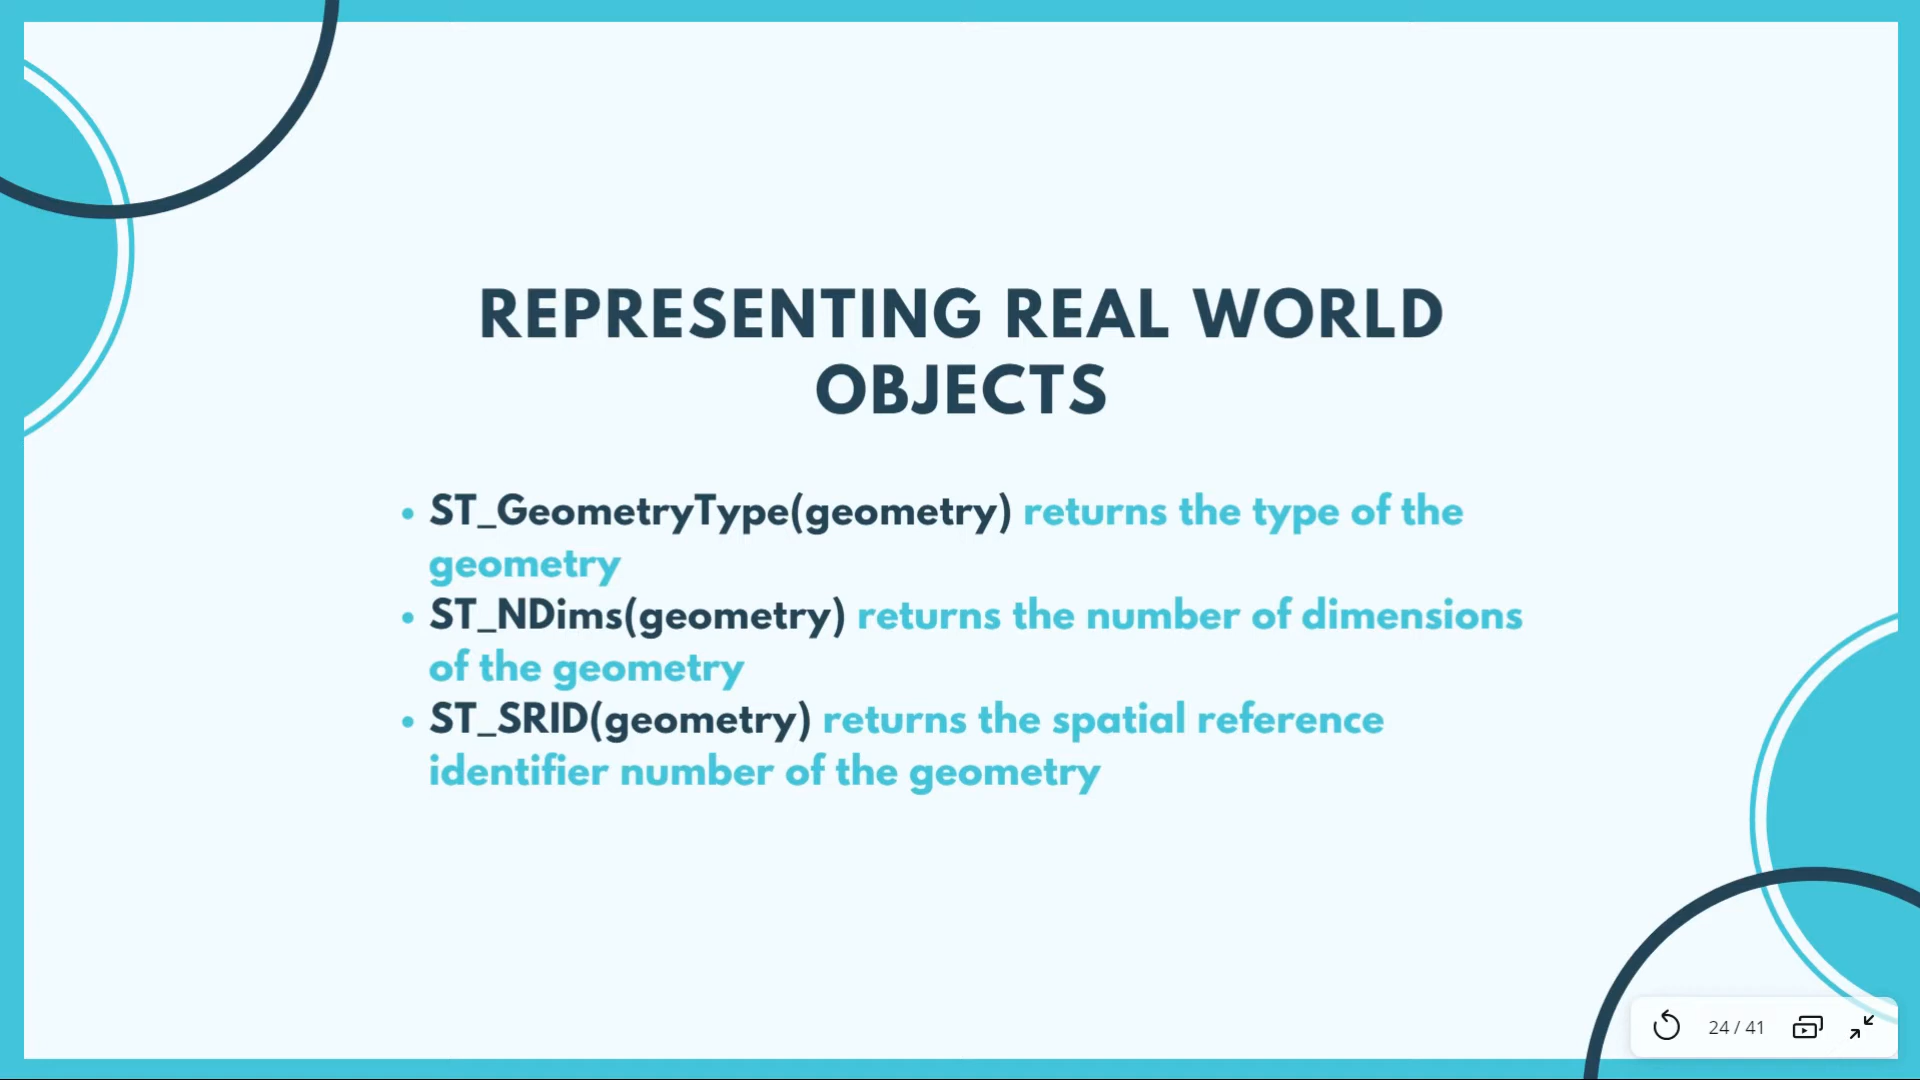 REPRESENTING REAL WORLD
OBJECTS
• ST_GeometryType(geometry) returns the type of the
geometry
• ST_NDims(geometry) returns the number of dimensions
of the geometry
• ST_SRID(geometry) returns the spatial reference
identifier number of the geometry
24 / 41